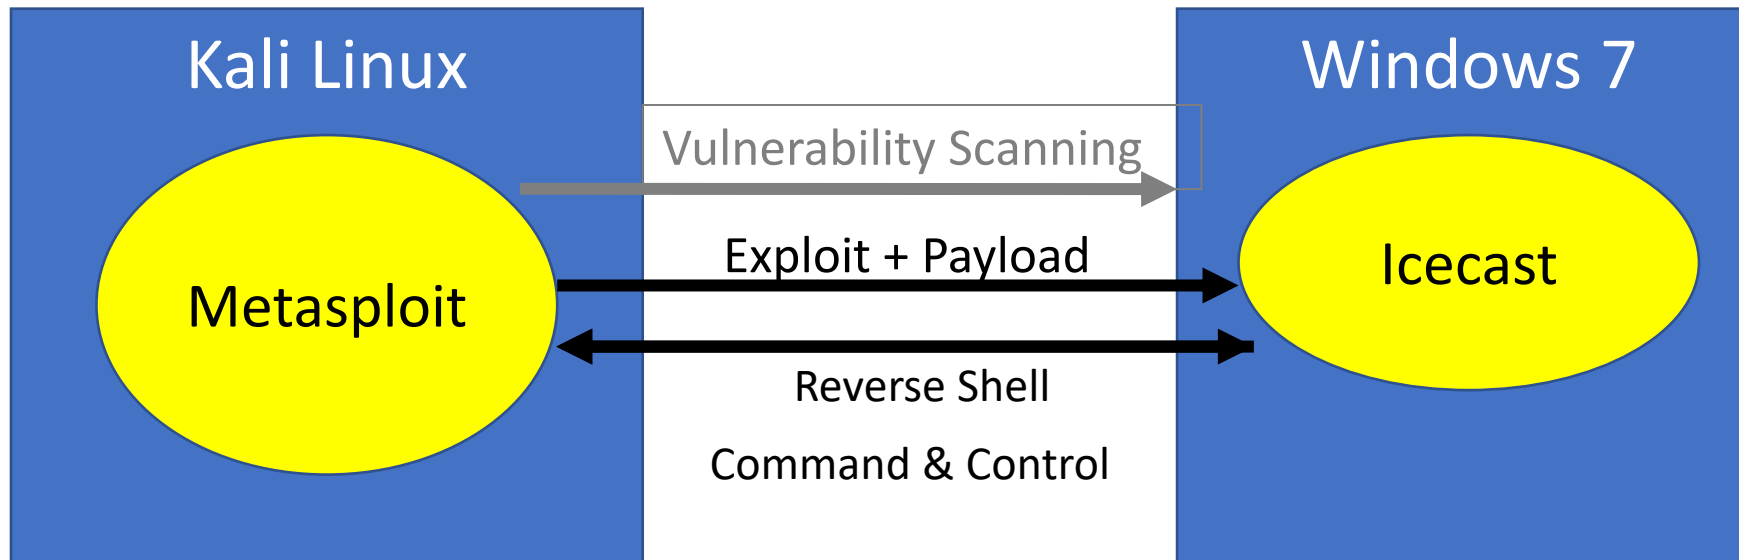 Kali Linux
Windows 7
Vulnerability Scanning
Exploit + Payload
Metasploit
Icecast
Reverse Shell
Command & Control